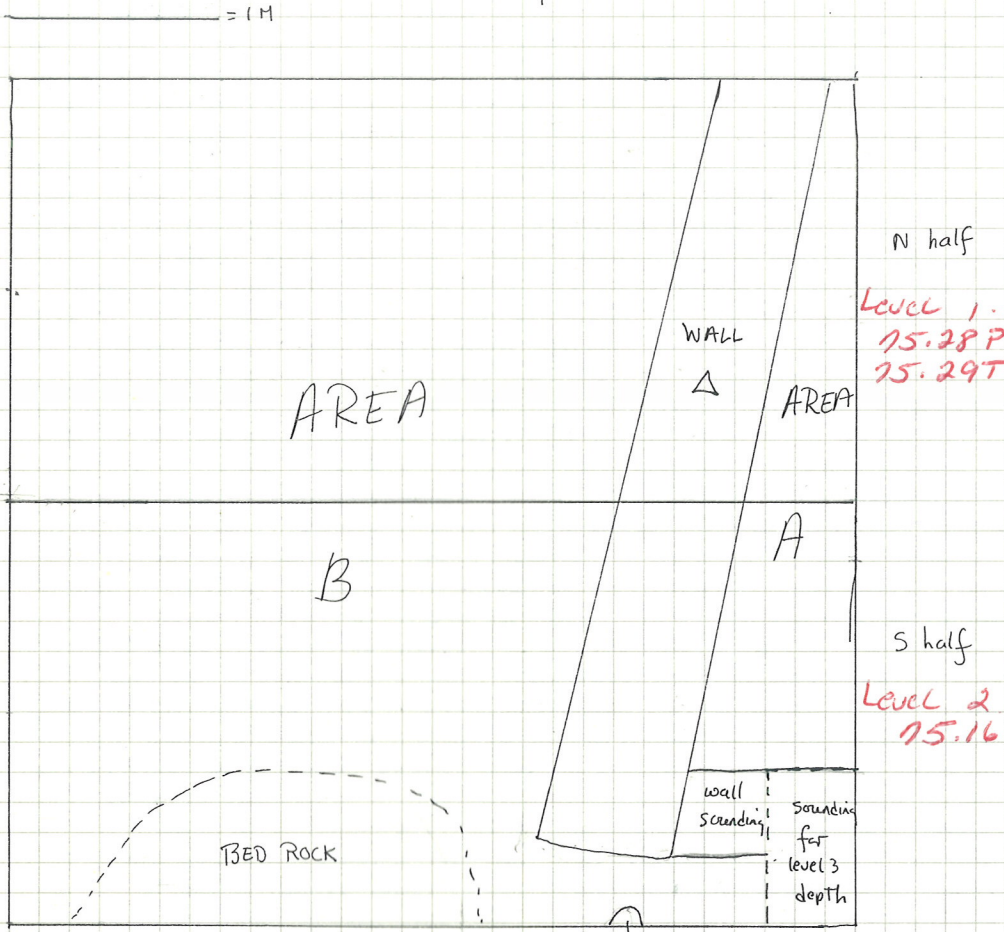 = 1 M
N half
Level 1.
75.28 P
75.29T
WALL
AREA
AREA
A
B
S half
Level 2
75.16
wall
sounding
sounding
for
level 3
depth
BED ROCK